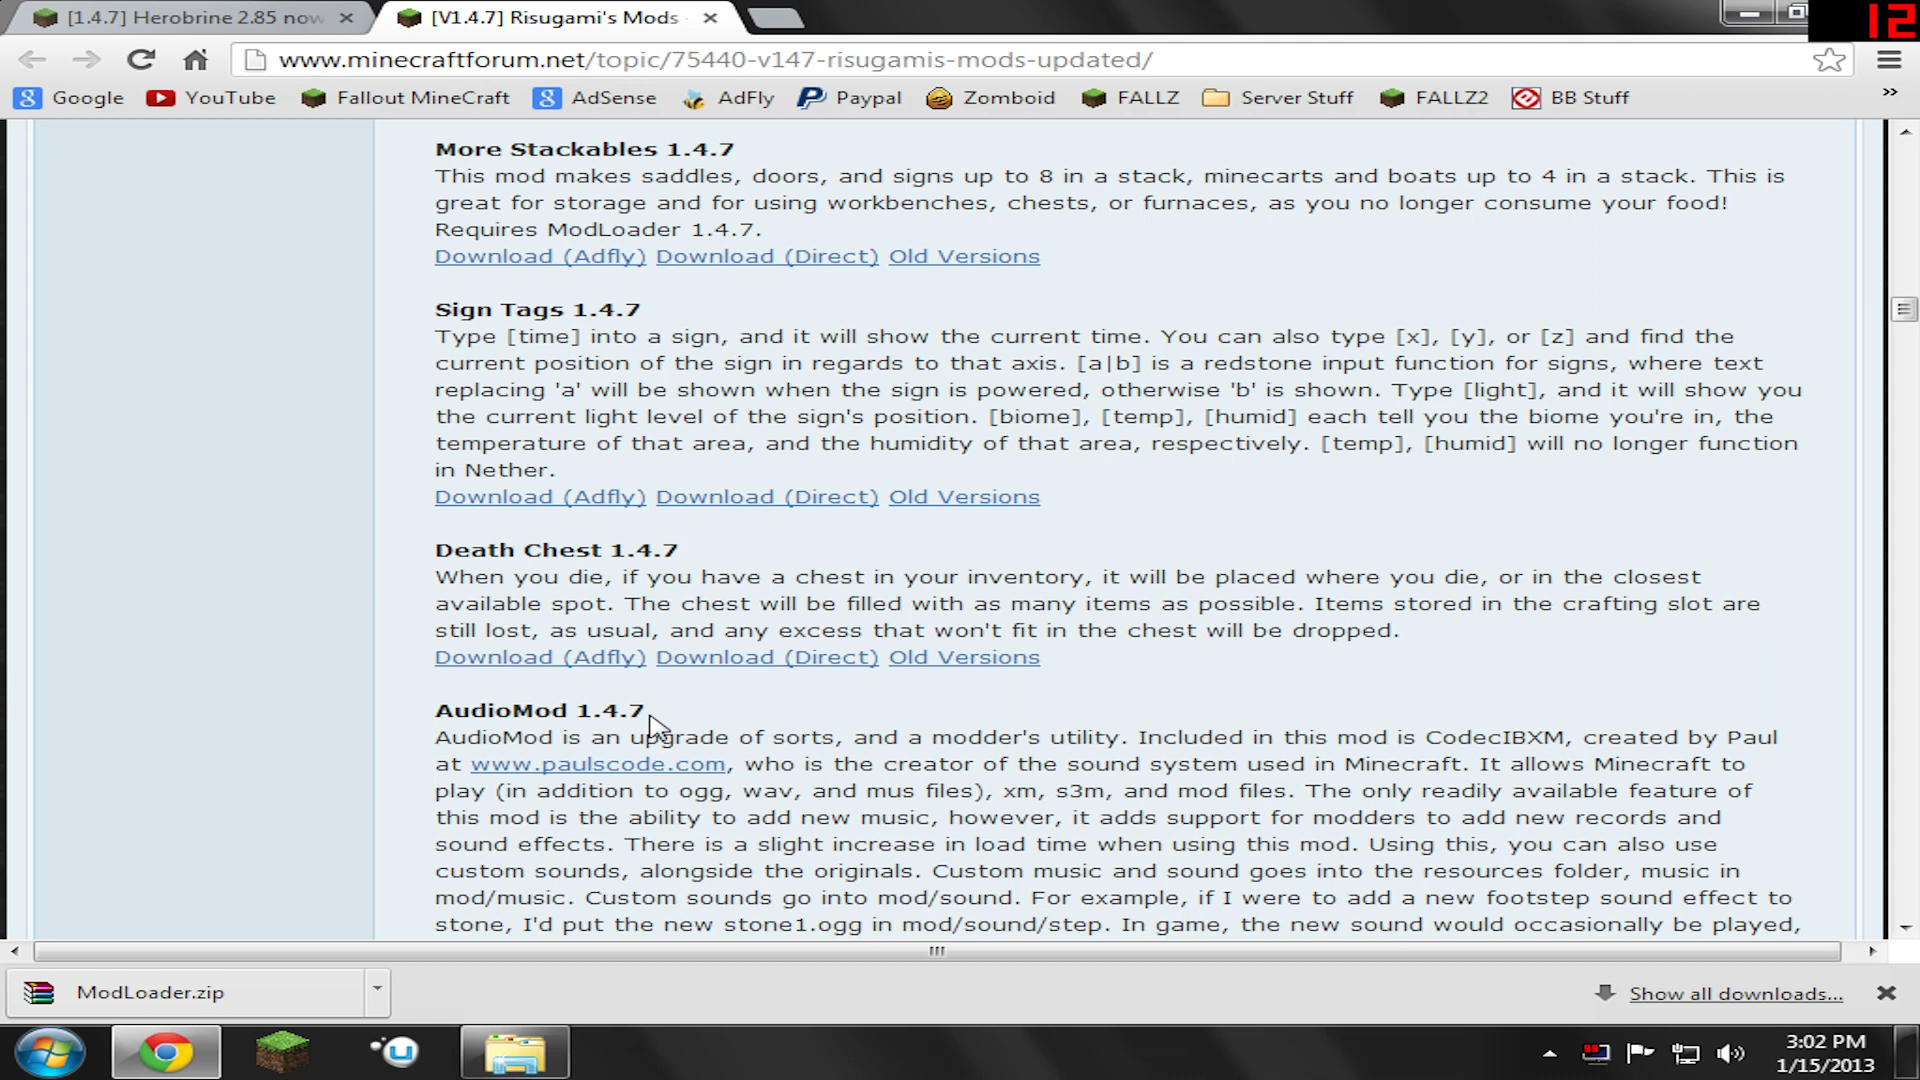 [1.4.7] Herobrine 2.85 now
[V1.4.7] Risugami's Mods
12
www.minecraftforum.net/topic/75440-v147-risugamis-mods-updated/
Google YouTube Fallout MineCraft AdSense AdFly Paypal Zomboid FALLZ Server Stuff FALLZ2 BB Stuff »
More Stackables 1.4.7
This mod makes saddles, doors, and signs up to 8 in a stack, minecarts and boats up to 4 in a stack. This is
great for storage and for using workbenches, chests, or furnaces, as you no longer consume your food!
Requires ModLoader 1.4.7.
Download (Adfly) Download (Direct) Old Versions
Sign Tags 1.4.7
Type [time] into a sign, and it will show the current time. You can also type [x], [y], or [z] and find the
current position of the sign in regards to that axis. [a|b] is a redstone input function for signs, where text
replacing 'a' will be shown when the sign is powered, otherwise 'b' is shown. Type [light], and it will show you
the current light level of the sign's position. [biome], [temp], [humid] each tell you the biome you're in, the
temperature of that area, and the humidity of that area, respectively. [temp], [humid] will no longer function
in Nether.
Download (Adfly) Download (Direct) Old Versions
Death Chest 1.4.7
When you die, if you have a chest in your inventory, it will be placed where you die, or in the closest
available spot. The chest will be filled with as many items as possible. Items stored in the crafting slot are
still lost, as usual, and any excess that won't fit in the chest will be dropped.
Download (Adfly) Download (Direct) Old Versions
AudioMod 1.4.7
AudioMod is an upgrade of sorts, and a modder's utility. Included in this mod is CodecIBXM, created by Paul
at www.paulscode.com, who is the creator of the sound system used in Minecraft. It allows Minecraft to
play (in addition to ogg, wav, and mus files), xm, s3m, and mod files. The only readily available feature of
this mod is the ability to add new music, however, it adds support for modders to add new records and
sound effects. There is a slight increase in load time when using this mod. Using this, you can also use
custom sounds, alongside the originals. Custom music and sound goes into the resources folder, music in
mod/music. Custom sounds go into mod/sound. For example, if I were to add a new footstep sound effect to
stone, I'd put the new stone1.ogg in mod/sound/step. In game, the new sound would occasionally be played,
ModLoader.zip
Show all downloads...
3:02 PM
1/15/2013